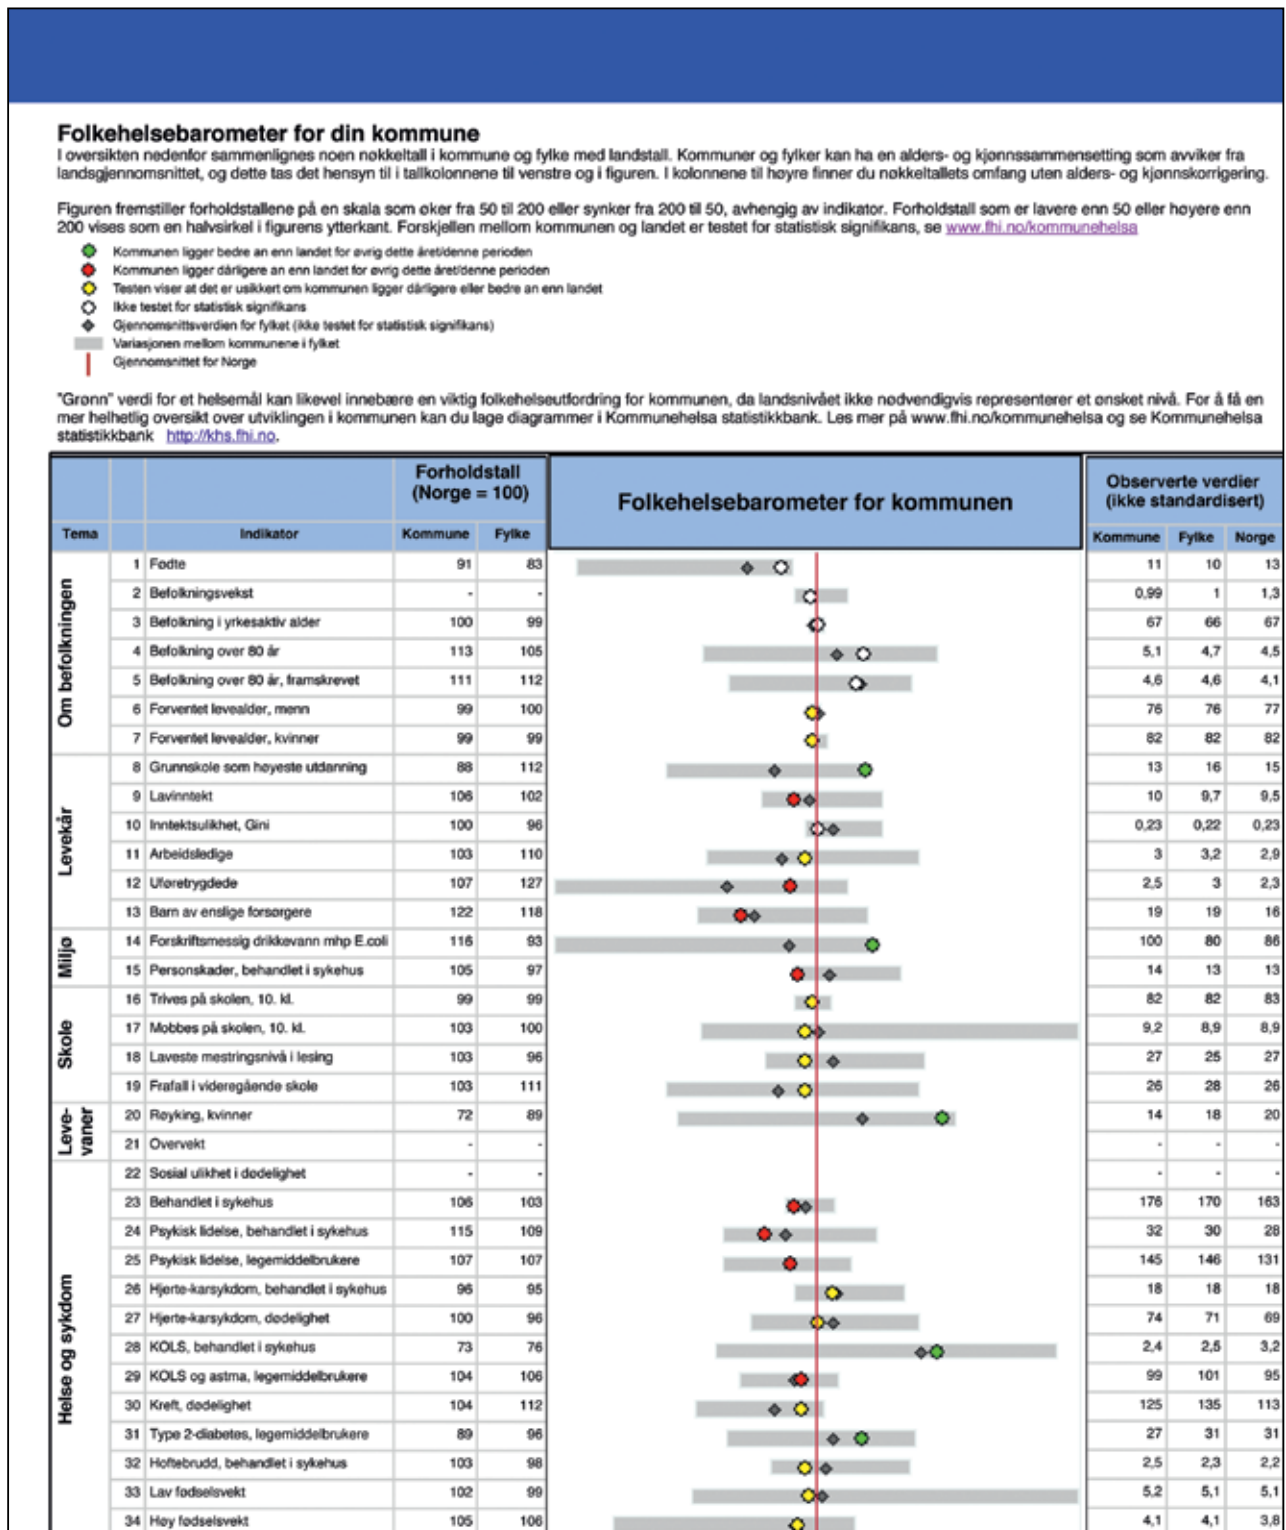 Folkehelsebarometer for din kommune
I oversikten nedenfor sammenlignes noen nøkkeltall i kommune og fylke med landstall. Kommuner og fylker kan ha en alders- og kjønnssammensetting som avviker fra
landsgjennomsnittet, og dette tas det hensyn til i tallkolonnene til venstre og i figuren. I kolonnene til høyre finner du nøkkeltallets omfang uten alders- og kjønnskorrigering.
Figuren fremstiller forholdstallene på en skala som øker fra 50 til 200 eller synker fra 200 til 50, avhengig av indikator. Forholdstall som er lavere enn 50 eller høyere enn
200 vises som en halvsirkel i figurens ytterkant. Forskjellen mellom kommunen og landet er testet for statistisk signifikans, se www.fhi.no/kommunehelsa
Kommunen ligger bedre an enn landet for øvrig dette året/denne perioden
Kommunen ligger dårligere an enn landet for øvrig dette året/denne perioden
Testen viser at det er usikkert om kommunen ligger dårligere eller bedre an enn landet
Ikke testet for statistisk signifikans
Gjennomsnittsverdien for fylket (ikke testet for statistisk signifikans)
Variasjonen mellom kommunene i fylket
Gjennomsnittet for Norge
"Grønn" verdi for et helsemål kan likevel innebære en viktig folkehelseutfordring for kommunen, da landsnivået ikke nødvendigvis representerer et ønsket nivå. For å få en
mer helhetlig oversikt over utviklingen i kommunen kan du lage diagrammer i Kommunehelsa statistikkbank. Les mer på www.fhi.no/kommunehelsa og se Kommunehelsa
statistikkbank http://khs.fhi.no.
Forholdstall
(Norge = 100)
Folkehelsebarometer for kommunen
Observerte verdier
(ikke standardisert)
Tema Indikator Kommune Fylke Kommune Fylke Norge
Om befolkningen
1 Fødte 91 83 11 10 13
2 Befolkningsvekst - - 0,99 1 1,3
3 Befolkning i yrkesaktiv alder 100 99 67 66 67
4 Befolkning over 80 år 113 105 5,1 4,7 4,5
5 Befolkning over 80 år, framskrevet 111 112 4,6 4,6 4,1
6 Forventet levealder, menn 99 100 76 76 77
7 Forventet levealder, kvinner 99 99 82 82 82
Levekår
8 Grunnskole som høyeste utdanning 88 112 13 16 15
9 Lavinntekt 106 102 10 9,7 9,5
10 Inntektsulikhet, Gini 100 96 0,23 0,22 0,23
11 Arbeidsledige 103 110 3 3,2 2,9
12 Uføretrygdede 107 127 2,5 3 2,3
13 Barn av enslige forsørgere 122 118 19 19 16
Miljø
14 Forskriftsmessig drikkevann mhp E.coli 116 93 100 80 86
15 Personskader, behandlet i sykehus 105 97 14 13 13
Skole
16 Trives på skolen, 10. kl. 99 99 82 82 83
17 Mobbes på skolen, 10. kl. 103 100 9,2 8,9 8,9
18 Laveste mestringsnivå i lesing 103 96 27 25 27
19 Frafall i videregående skole 103 111 26 28 26
Leve-
vaner
20 Røyking, kvinner 72 89 14 18 20
21 Overvekt - - - - -
Helse og sykdom
22 Sosial ulikhet i dødelighet - - - - -
23 Behandlet i sykehus 106 103 176 170 163
24 Psykisk lidelse, behandlet i sykehus 115 109 32 30 28
25 Psykisk lidelse, legemiddelbrukere 107 107 145 146 131
26 Hjerte-karsykdom, behandlet i sykehus 96 95 18 18 18
27 Hjerte-karsykdom, dødelighet 100 96 74 71 69
28 KOLS, behandlet i sykehus 73 76 2,4 2,5 3,2
29 KOLS og astma, legemiddelbrukere 104 106 99 101 95
30 Kreft, dødelighet 104 112 125 135 113
31 Type 2-diabetes, legemiddelbrukere 89 96 27 31 31
32 Hoftebrudd, behandlet i sykehus 103 98 2,5 2,3 2,2
33 Lav fødselsvekt 102 99 5,2 5,1 5,1
34 Høy fødselsvekt 105 106 4,1 4,1 3,8